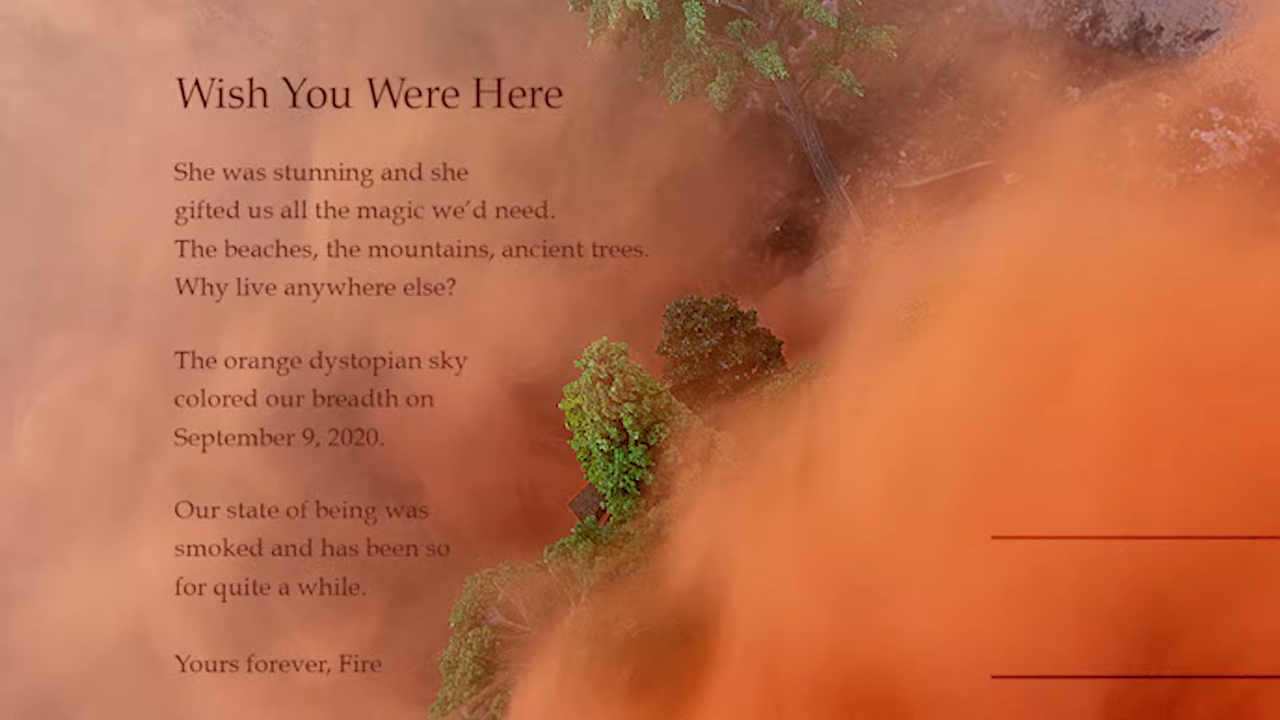 Wish You Were Here
She was stunning and she
gifted us all the magic we’d need.
The beaches, the mountains, ancient trees.
Why live anywhere else?
The orange dystopian sky
colored our breadth on
September 9, 2020.
Our state of being was
smoked and has been so
for quite a while.
Yours forever, Fire